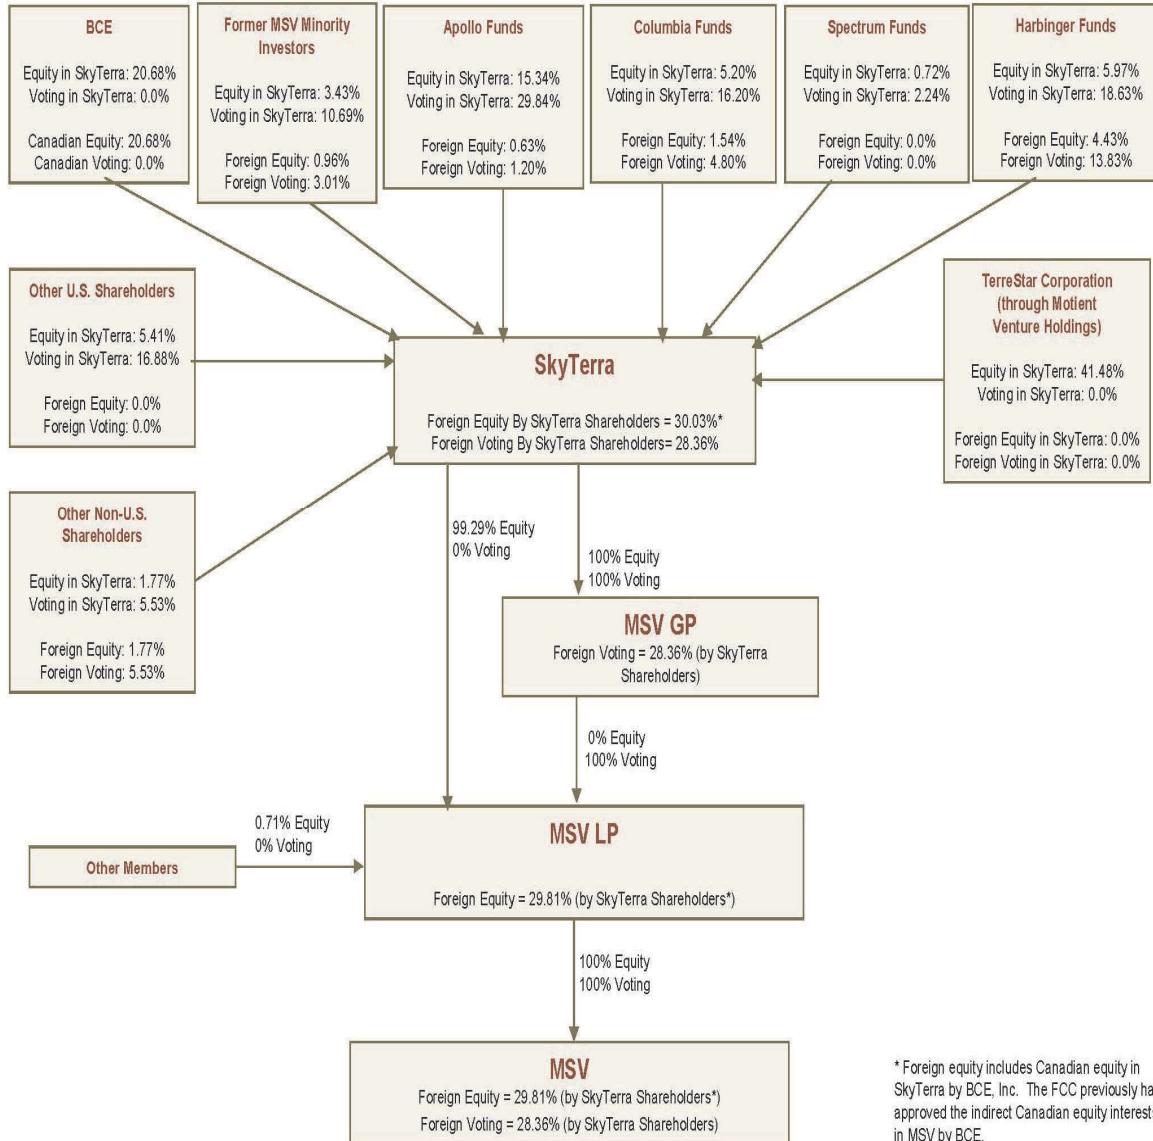 BCE
Equity in SkyTerra: 20.68%
Voting in SkyTerra: 0.0%
Canadian Equity: 20.68%
Canadian Voting: 0.0%
Former MSV Minority
Investors
Equity in SkyTerra: 3.43%
Voting in SkyTerra: 10.69%
Foreign Equity: 0.96%
Foreign Voting: 3.01%
Apollo Funds
Equity in SkyTerra: 15.34%
Voting in SkyTerra: 29.84%
Foreign Equity: 0.63%
Foreign Voting: 1.20%
Columbia Funds
Equity in SkyTerra: 5.20%
Voting in SkyTerra: 16.20%
Foreign Equity: 1.54%
Foreign Voting: 4.80%
Spectrum Funds
Equity in SkyTerra: 0.72%
Voting in SkyTerra: 2.24%
Foreign Equity: 0.0%
Foreign Voting: 0.0%
Harbinger Funds
Equity in SkyTerra: 5.97%
Voting in SkyTerra: 18.63%
Foreign Equity: 4.43%
Foreign Voting: 13.83%
Other U.S. Shareholders
Equity in SkyTerra: 5.41%
Voting in SkyTerra: 16.88%
Foreign Equity: 0.0%
Foreign Voting: 0.0%
SkyTerra
Foreign Equity By SkyTerra Shareholders = 30.03%*
Foreign Voting By SkyTerra Shareholders= 28.36%
TerreStar Corporation
(through Motient
Venture Holdings)
Equity in SkyTerra: 41.48%
Voting in SkyTerra: 0.0%
Foreign Equity in SkyTerra: 0.0%
Foreign Voting in SkyTerra: 0.0%
Other Non-U.S.
Shareholders
Equity in SkyTerra: 1.77%
Voting in SkyTerra: 5.53%
Foreign Equity: 1.77%
Foreign Voting: 5.53%
99.29% Equity
0% Voting
100% Equity
100% Voting
MSV GP
Foreign Voting = 28.36% (by SkyTerra
Shareholders)
0% Equity
100% Voting
0.71% Equity
0% Voting
Other Members
MSV LP
Foreign Equity = 29.81% (by SkyTerra Shareholders*)
100% Equity
100% Voting
MSV
Foreign Equity = 29.81% (by SkyTerra Shareholders*)
Foreign Voting = 28.36% (by SkyTerra Shareholders)
* Foreign equity includes Canadian equity in
SkyTerra by BCE, Inc. The FCC previously ha
approved the indirect Canadian equity interests
in MSV by BCE.